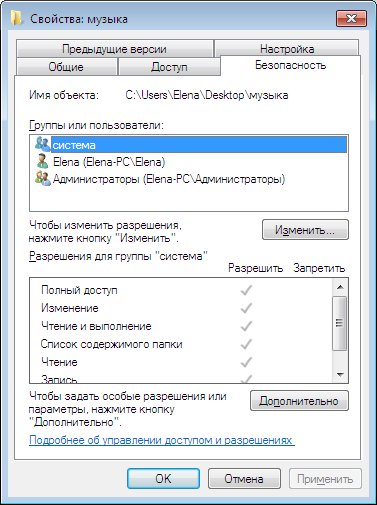 Свойства: музыка
Предыдущие версии
Настройка
Общие
Доступ
Безопасность
Имя объекта: C:\Users\Elena\Desktop\музыка
Группы или пользователи:
система
Elena (Elena-PC\Elena)
Администраторы (Elena-PC\Администраторы)
Чтобы изменить разрешения,
нажмите кнопку "Изменить".
Изменить...
Разрешения для группы "система"
Разрешить Запретить
Полный доступ
Изменение
Чтение и выполнение
Список содержимого папки
Чтение
Запись
Чтобы задать особые разрешения или
параметры, нажмите кнопку
"Дополнительно".
Дополнительно
Подробнее об управлении доступом и разрешениях.
OK
Отмена
Применить